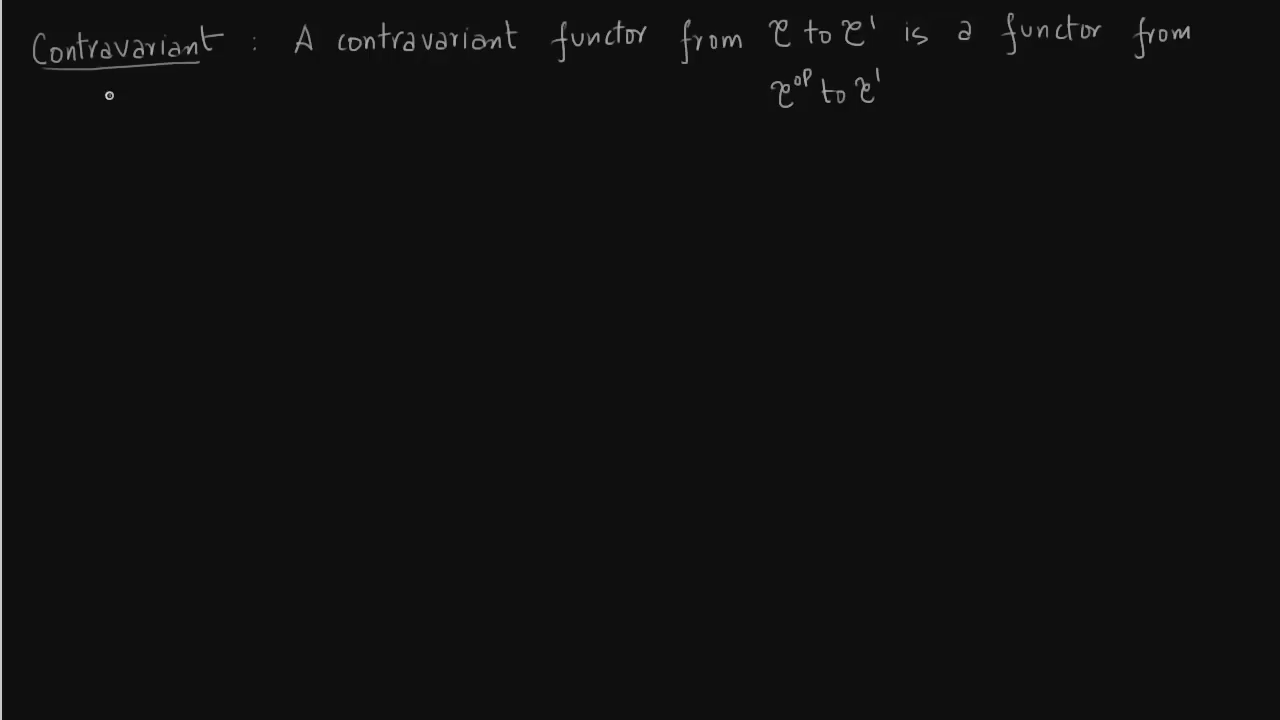 Contravariant : A contravariant functor from 𝒞 to 𝒞' is a functor from
𝒞^op to 𝒞'